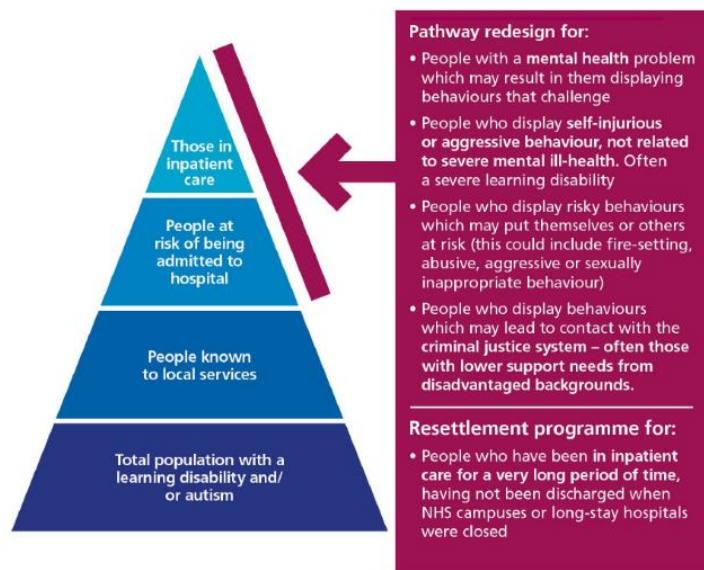 Those in
inpatient
care
People at
risk of being
admitted to
hospital
People known
to local services
Total population with a
learning disability and/
or autism
Pathway redesign for:
• People with a mental health problem
which may result in them displaying
behaviours that challenge
• People who display self-injurious
or aggressive behaviour, not related
to severe mental ill-health. Often
a severe learning disability
• People who display risky behaviours
which may put themselves or others
at risk (this could include fire-setting,
abusive, aggressive or sexually
inappropriate behaviour)
• People who display behaviours
which may lead to contact with the
criminal justice system – often those
with lower support needs from
disadvantaged backgrounds.
Resettlement programme for:
• People who have been in inpatient
care for a very long period of time,
having not been discharged when
NHS campuses or long-stay hospitals
were closed